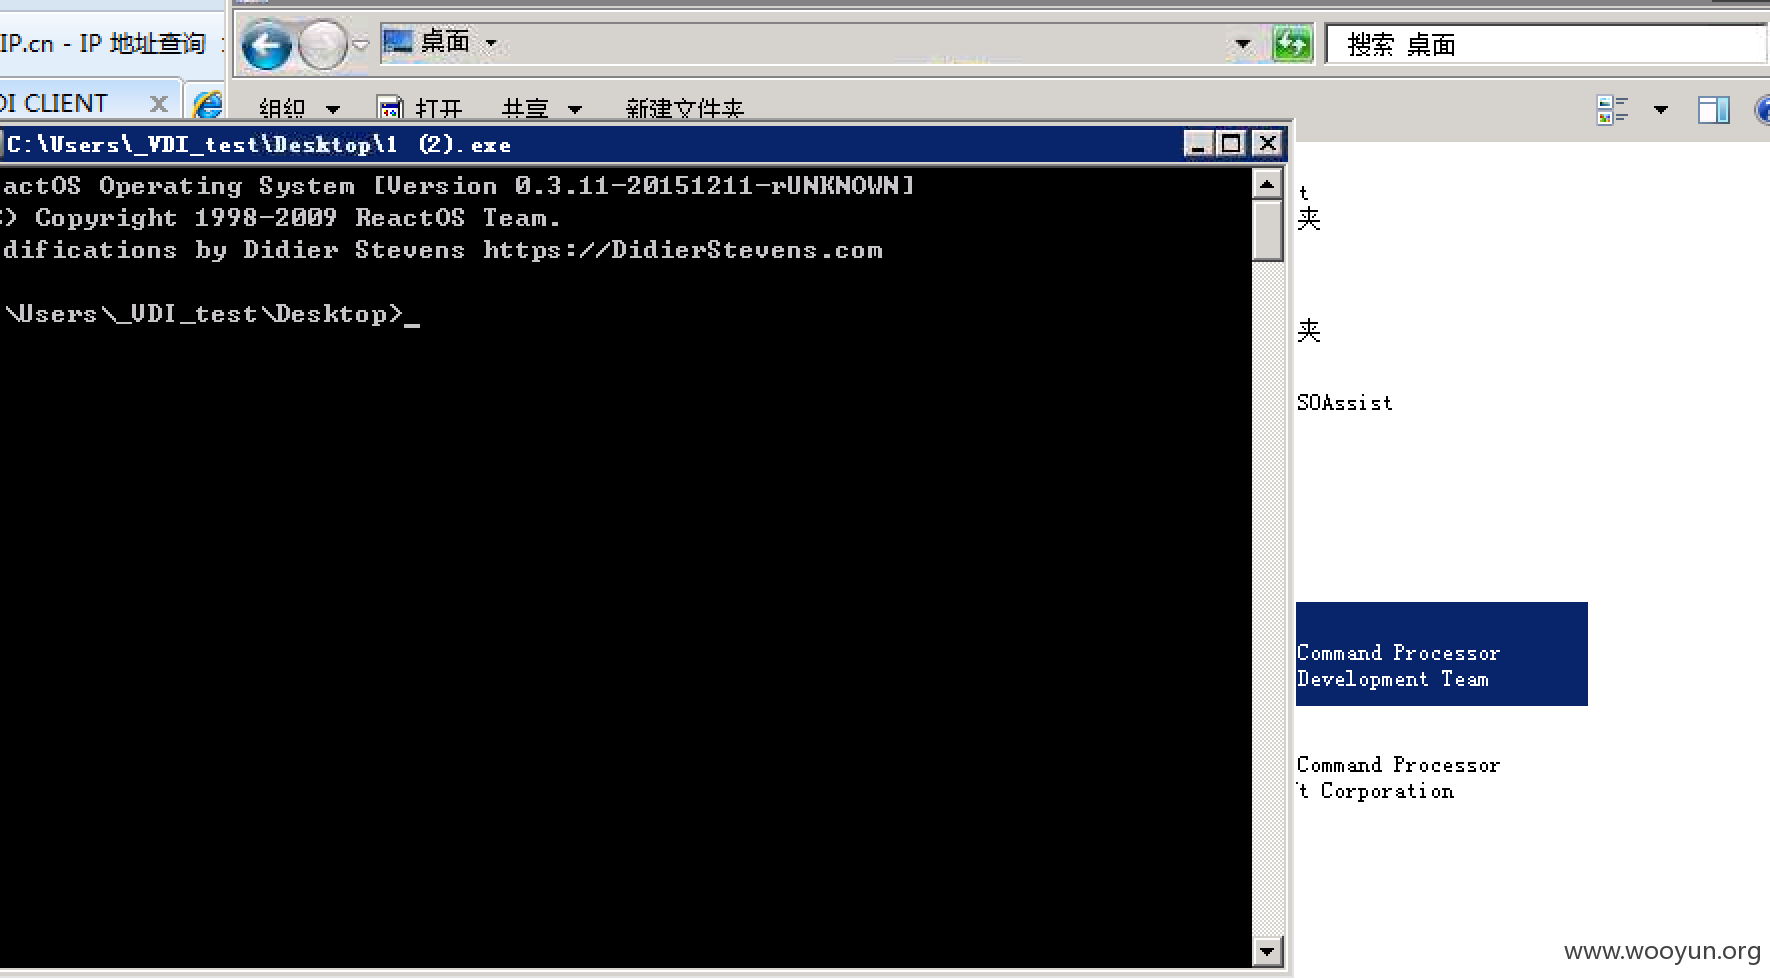 IP.cn - IP 地址查询
桌面
搜索 桌面
DI CLIENT
组织 打开 共享 新建文件夹
C:\Users\_VDI_test\Desktop\1 (2).exe
actOS Operating System [Version 0.3.11-20151211-rUNKNOWN]
) Copyright 1998-2009 ReactOS Team.
difications by Didier Stevens https://DidierStevens.com
\Users\_VDI_test\Desktop>_
t
夹
夹
SOAssist
Command Processor
Development Team
Command Processor
t Corporation
www.wooyun.org